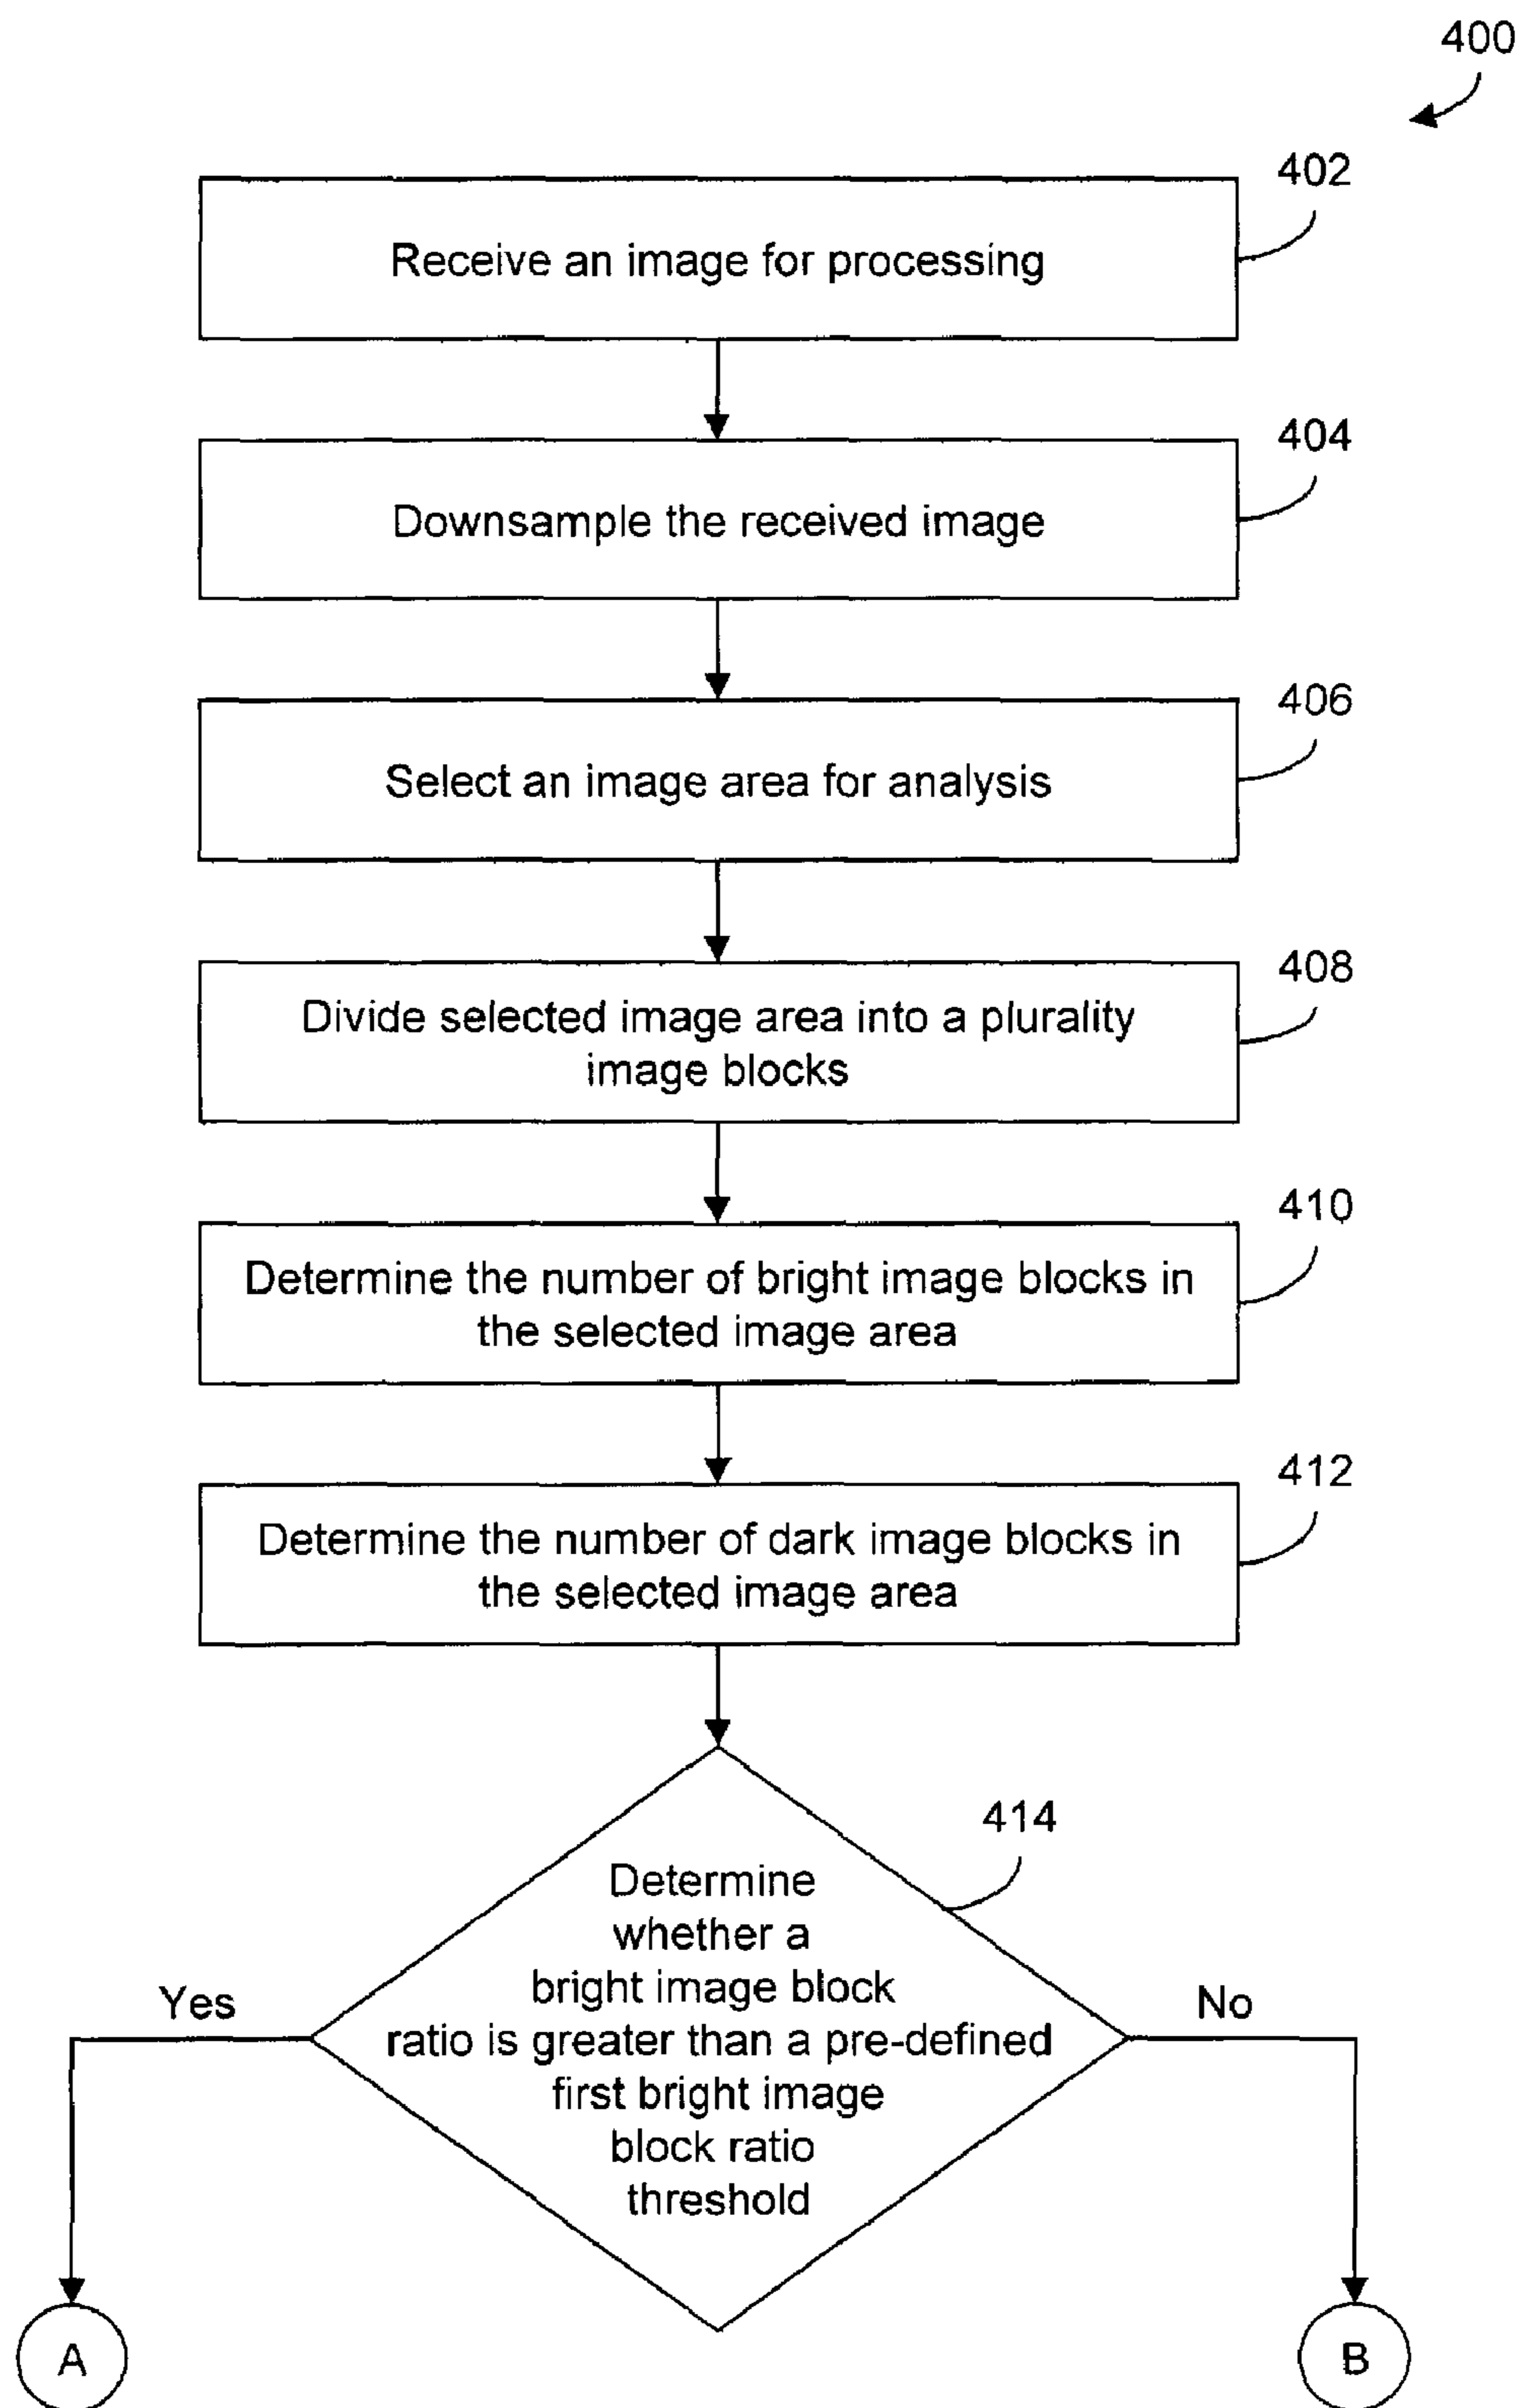 400
402
Receive an image for processing
404
Downsample the received image
406
Select an image area for analysis
408
Divide selected image area into a plurality
image blocks
410
Determine the number of bright image blocks in
the selected image area
412
Determine the number of dark image blocks in
the selected image area
414
Determine
whether a
bright image block
ratio is greater than a pre-defined
first bright image
block ratio
threshold
Yes
No
A
B